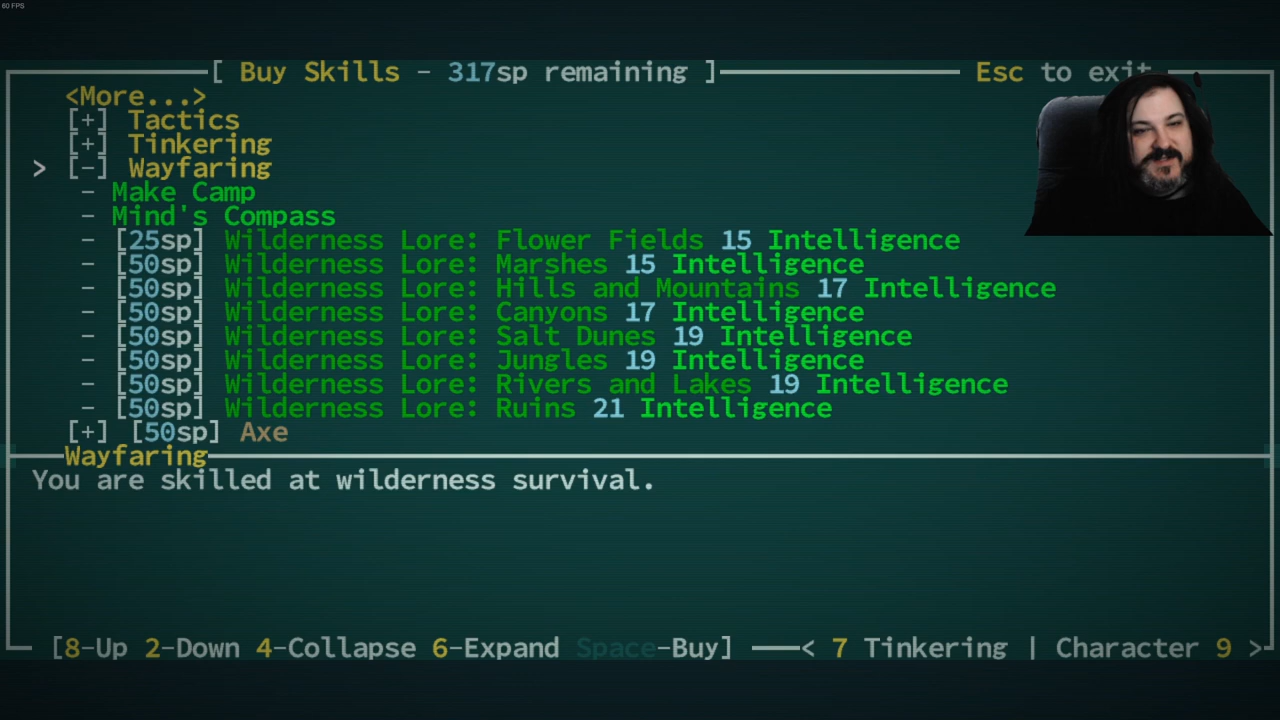 60 FPS
[ Buy Skills - 317sp remaining ] Esc to exit
<More...>
[+] Tactics
[+] Tinkering
> [-] Wayfaring
- Make Camp
- Mind's Compass
- [25sp] Wilderness Lore: Flower Fields 15 Intelligence
- [50sp] Wilderness Lore: Marshes 15 Intelligence
- [50sp] Wilderness Lore: Hills and Mountains 17 Intelligence
- [50sp] Wilderness Lore: Canyons 17 Intelligence
- [50sp] Wilderness Lore: Salt Dunes 19 Intelligence
- [50sp] Wilderness Lore: Jungles 19 Intelligence
- [50sp] Wilderness Lore: Rivers and Lakes 19 Intelligence
- [50sp] Wilderness Lore: Ruins 21 Intelligence
[+] [50sp] Axe
Wayfaring
You are skilled at wilderness survival.
[8-Up 2-Down 4-Collapse 6-Expand Space-Buy] < 7 Tinkering | Character 9 >